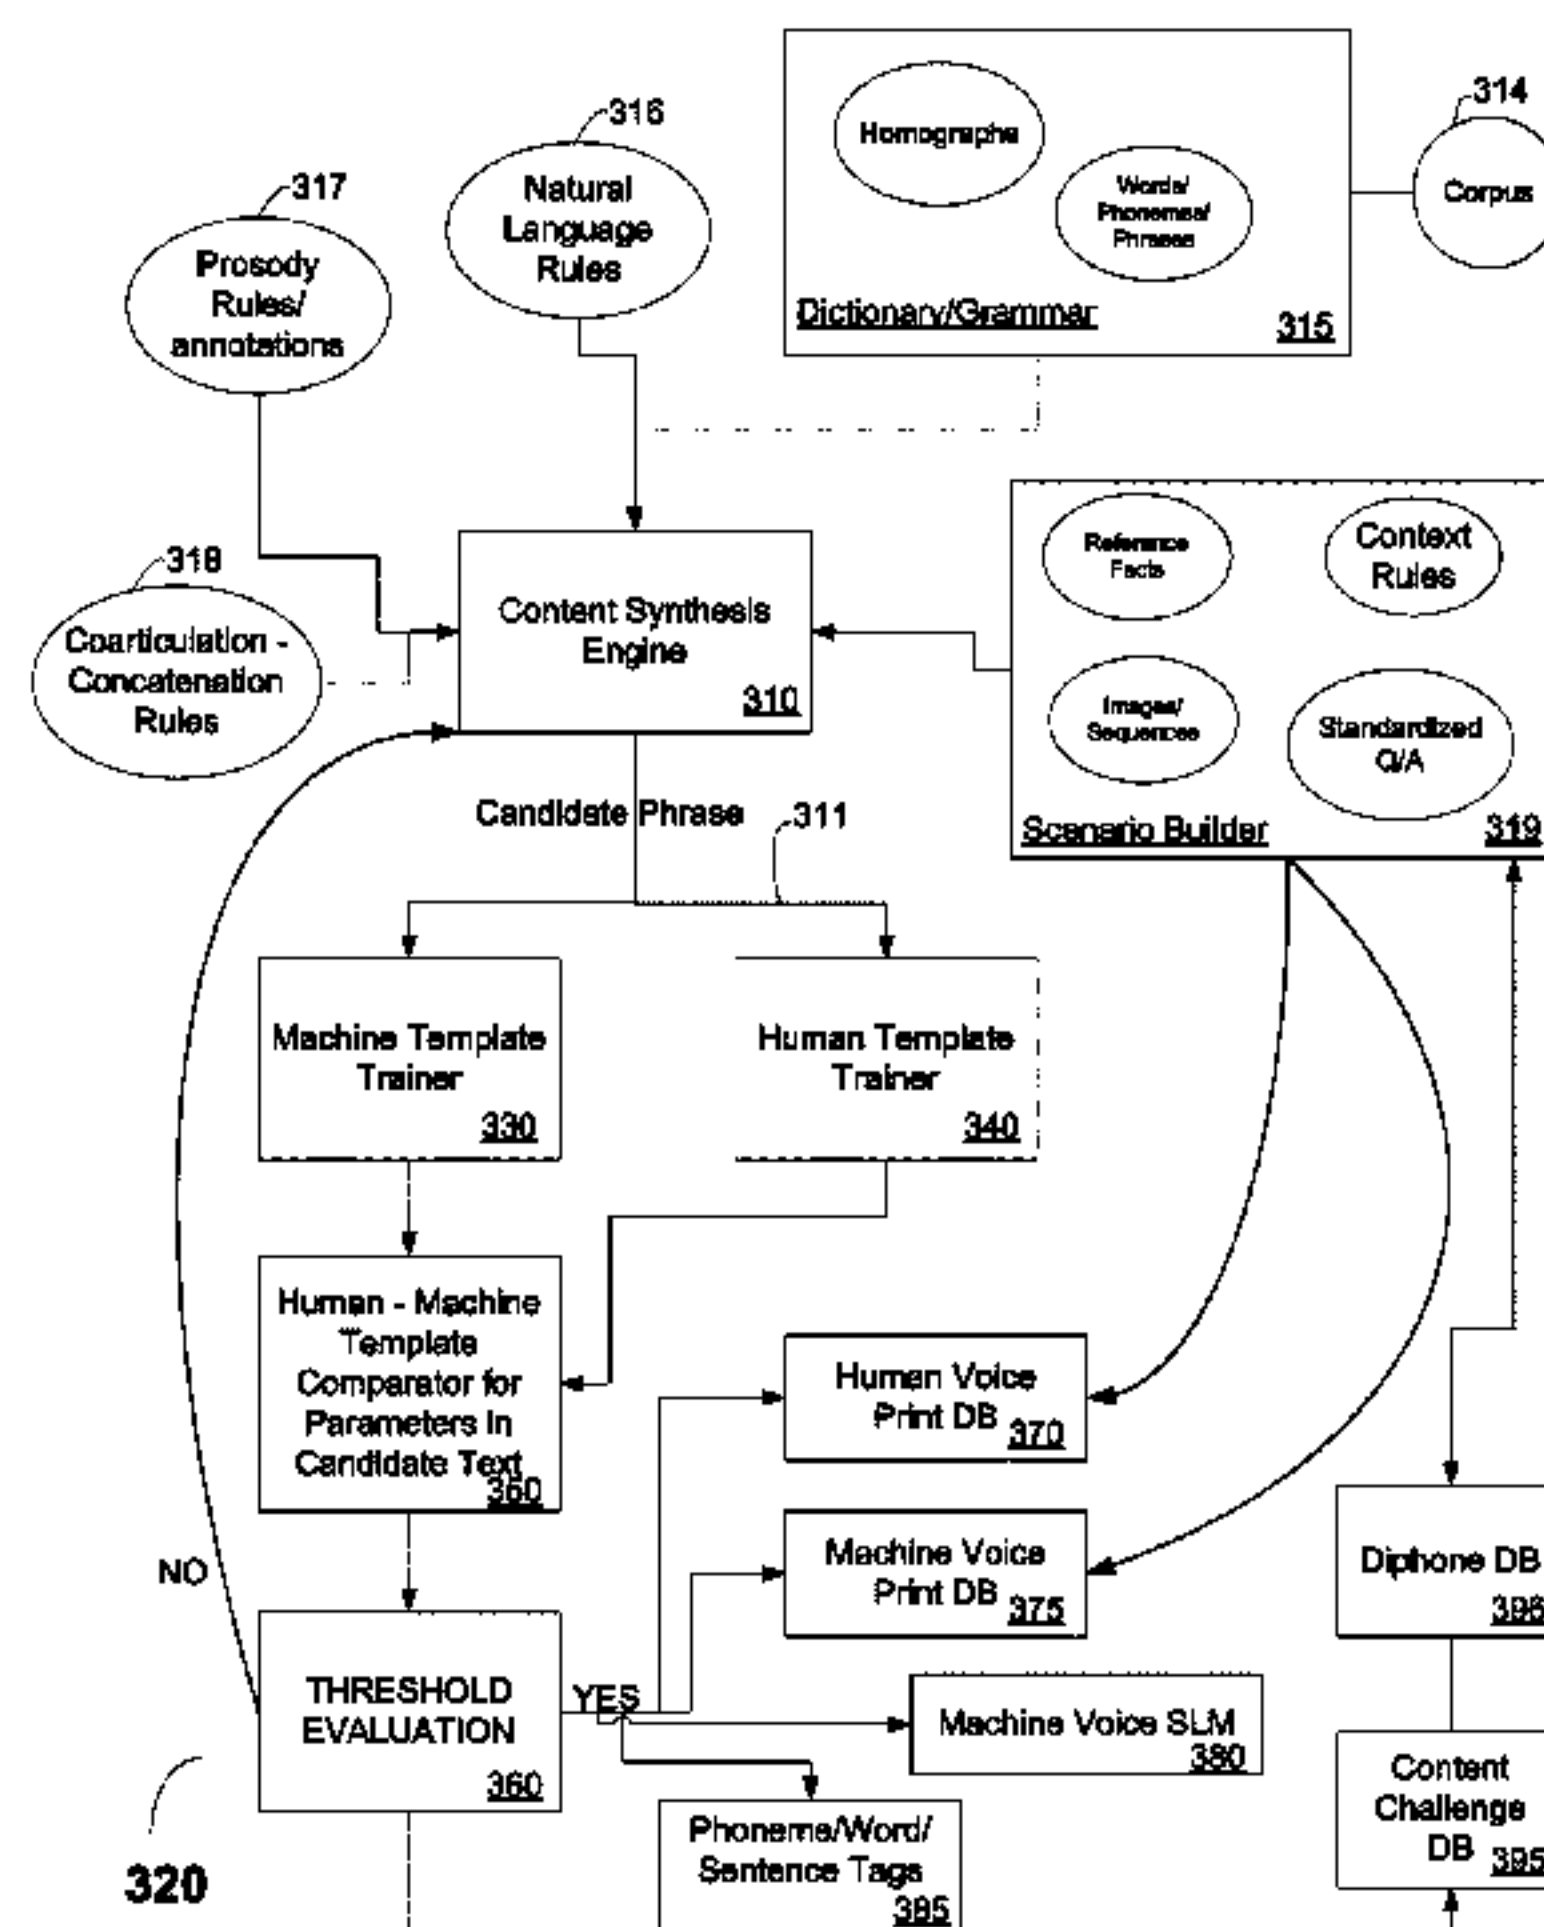 316
314
317
Homographs
Corpus
Natural
Language
Rules
Words/
Phonemes/
Phrases
Prosody
Rules/
annotations
Dictionary/Grammar
315
318
Reference
Facts
Context
Rules
Coarticulation -
Concatenation
Rules
Content Synthesis
Engine
310
Images/
Sequences
Standardized
Q/A
Scenario Builder
319
Candidate Phrase
311
Machine Template
Trainer
330
Human Template
Trainer
340
Human - Machine
Template
Comparator for
Parameters in
Candidate Text
Human Voice
Print DB
370
Machine Voice
Print DB
375
Diphone DB
NO
YES
THRESHOLD
EVALUATION
360
Machine Voice SLM
380
Content
Challenge
DB
395
Phoneme/Word/
Sentence Tags
320